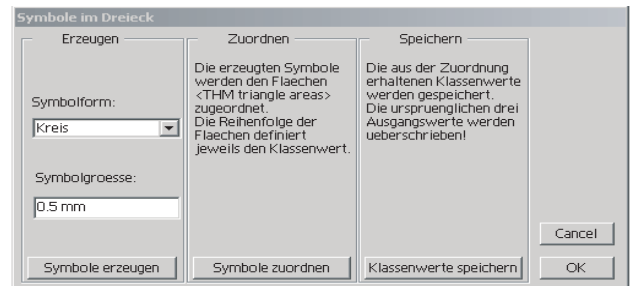 Symbole im Dreieck
Erzeugen
Symbolform:
Kreis
Symbolgroesse:
0.5 mm
Symbole erzeugen
Zuordnen
Die erzeugten Symbole
werden den Flaechen
<THM triangle areas>
zugeordnet.
Die Reihenfolge der
Flaechen definiert
jeweils den Klassenwert.
Symbole zuordnen
Speichern
Die aus der Zuordnung
erhaltenen Klassenwerte
werden gespeichert.
Die urspruenglichen drei
Ausgangswerte werden
ueberschrieben!
Klassenwerte speichern
Cancel
OK